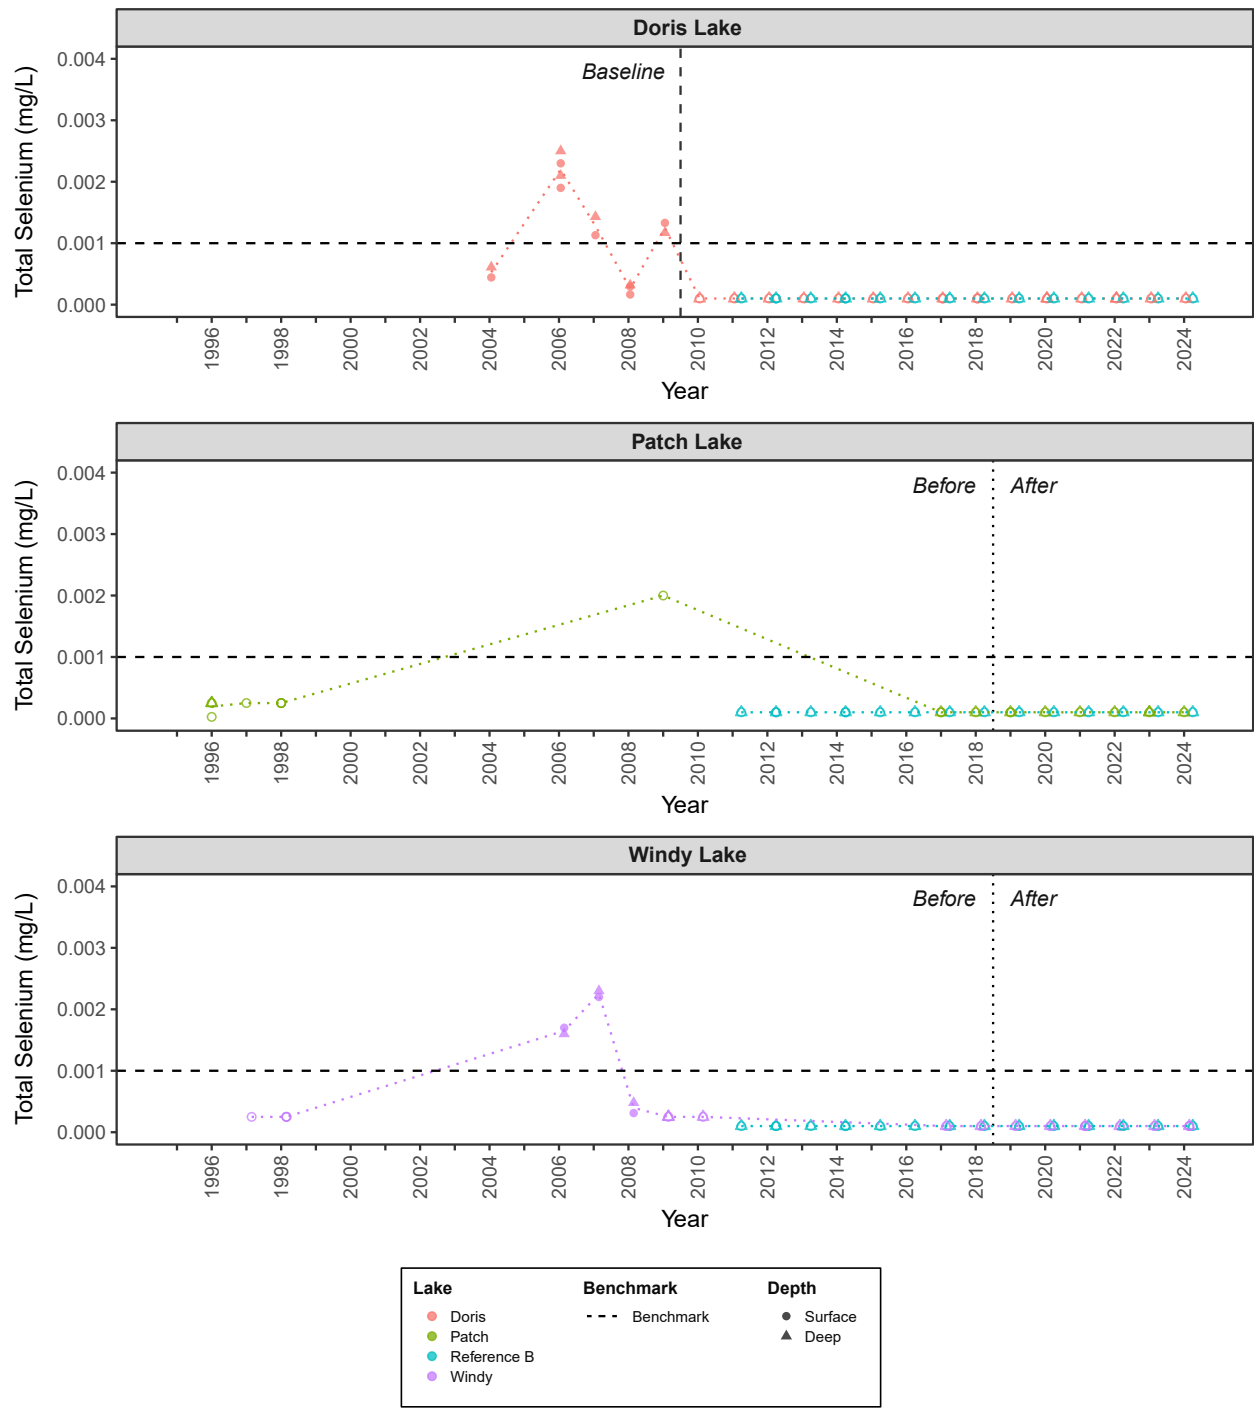 Doris Lake
Total Selenium (mg/L)
0.004
0.003
0.002
0.001
0.000
Baseline
1996 1998 2000 2002 2004 2006 2008 2010 2012 2014 2016 2018 2020 2022 2024
Year
Patch Lake
Total Selenium (mg/L)
0.004
0.003
0.002
0.001
0.000
Before After
1996 1998 2000 2002 2004 2006 2008 2010 2012 2014 2016 2018 2020 2022 2024
Year
Windy Lake
Total Selenium (mg/L)
0.004
0.003
0.002
0.001
0.000
Before After
1996 1998 2000 2002 2004 2006 2008 2010 2012 2014 2016 2018 2020 2022 2024
Year
Lake
Doris
Patch
Reference B
Windy
Benchmark
Benchmark
Depth
Surface
Deep